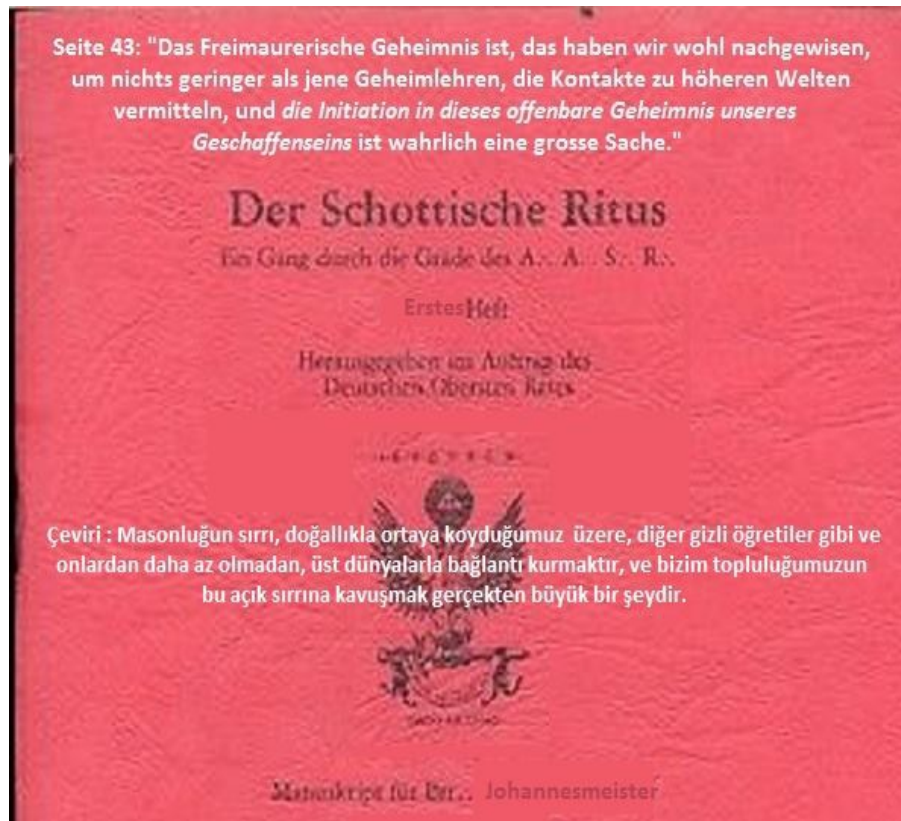 Seite 43: "Das Freimaurerische Geheimnis ist, das haben wir wohl nachgewisen,
um nichts geringer als jene Geheimlehren, die Kontakte zu höheren Welten
vermitteln, und die Initiation in dieses offenbare Geheimnis unseres
Geschaffenseins ist wahrlich eine grosse Sache."
Der Schottische Ritus
Ein Gang durch die Grade des A∴ A∴ S∴ R∴
Erstes Heft
Herausgegeben im Auftrag des
Deutschen Obersten Rates
Çeviri : Masonluğun sırrı, doğallıkla ortaya koyduğumuz üzere, diğer gizli öğretiler gibi ve
onlardan daha az olmadan, üst dünyalarla bağlantı kurmaktır, ve bizim topluluğumuzun
bu açık sırrına kavuşmak gerçekten büyük bir şeydir.
Manuskript für Brr∴ Johannesmeister